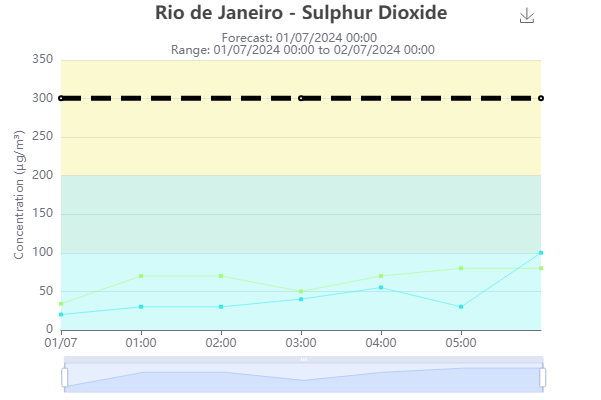 Rio de Janeiro - Sulphur Dioxide
Forecast: 01/07/2024 00:00
Range: 01/07/2024 00:00 to 02/07/2024 00:00
Concentration (µg/m³)
350
300
250
200
150
100
50
0
01/07 01:00 02:00 03:00 04:00 05:00